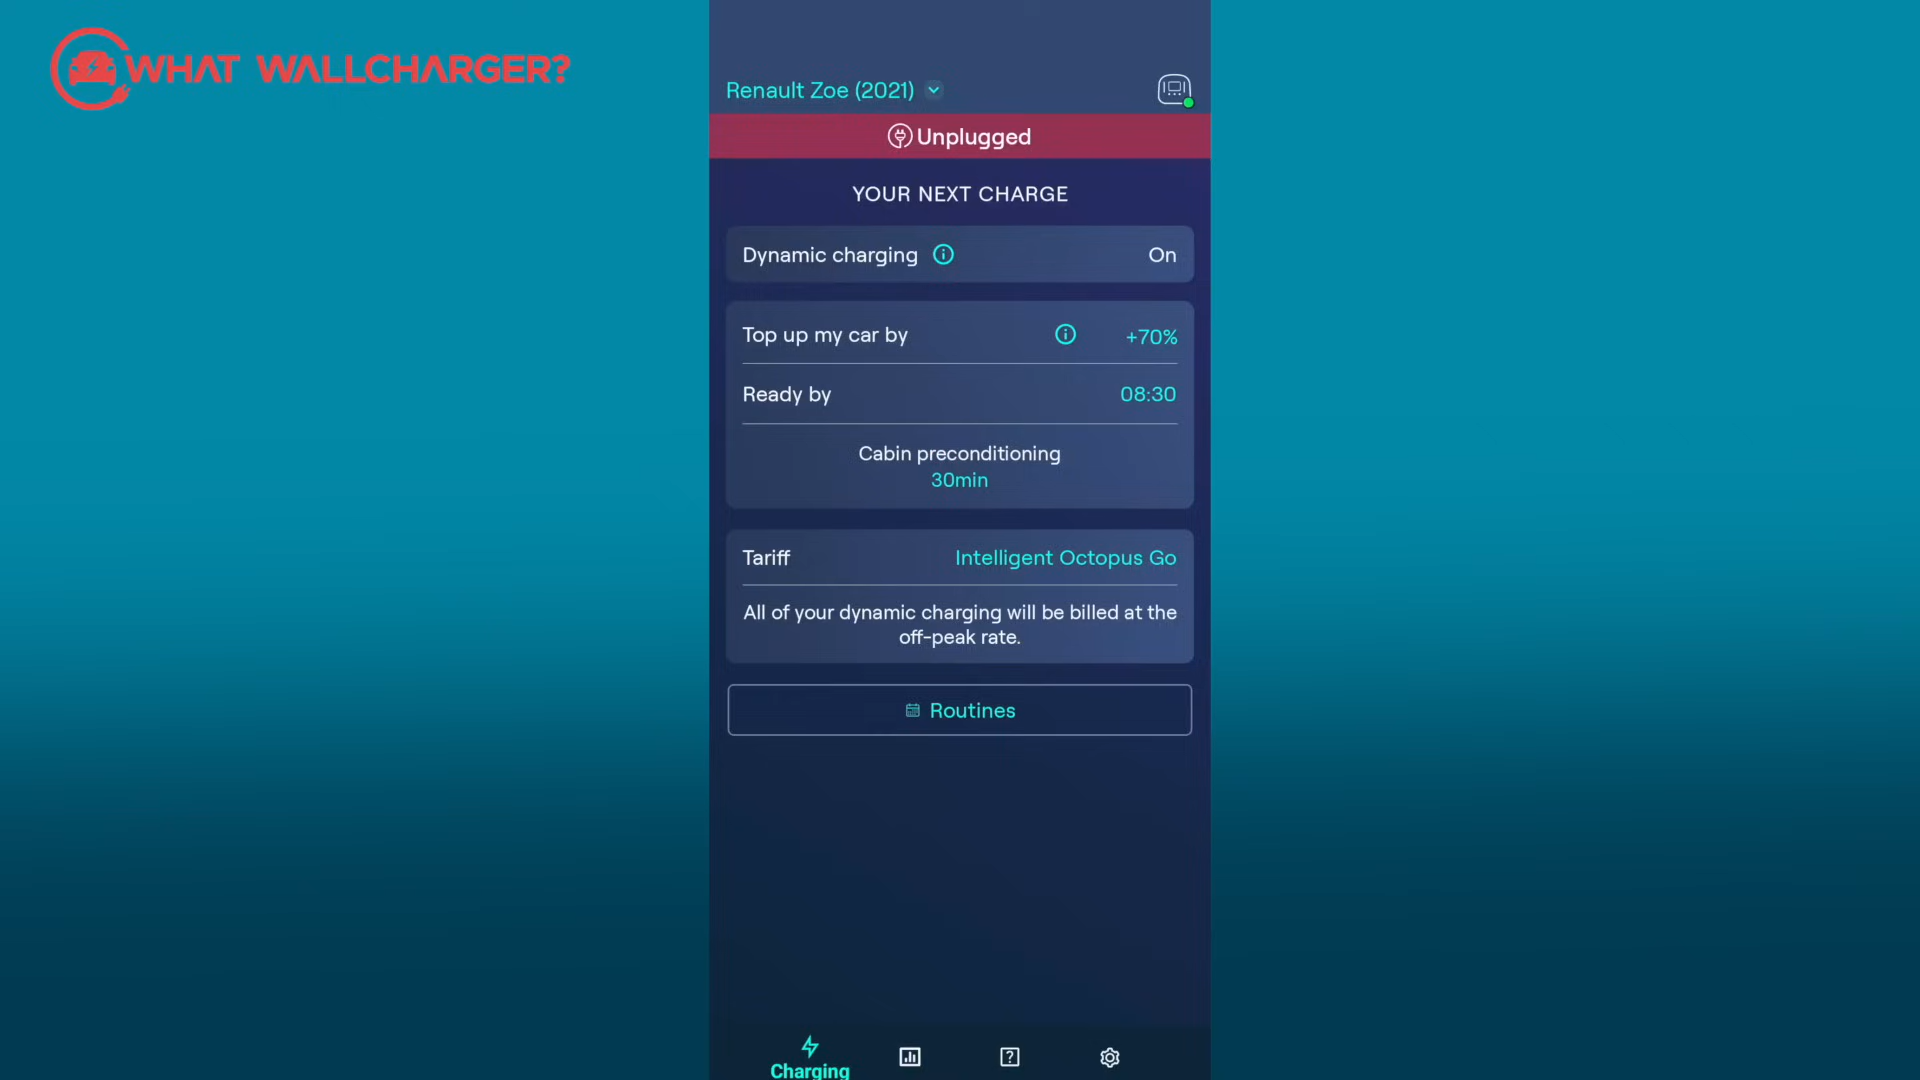 WHAT WALLCHARGER?
Renault Zoe (2021)
Unplugged
YOUR NEXT CHARGE
Dynamic charging On
Top up my car by +70%
Ready by 08:30
Cabin preconditioning
30min
Tariff Intelligent Octopus Go
All of your dynamic charging will be billed at the
off-peak rate.
Routines
Charging